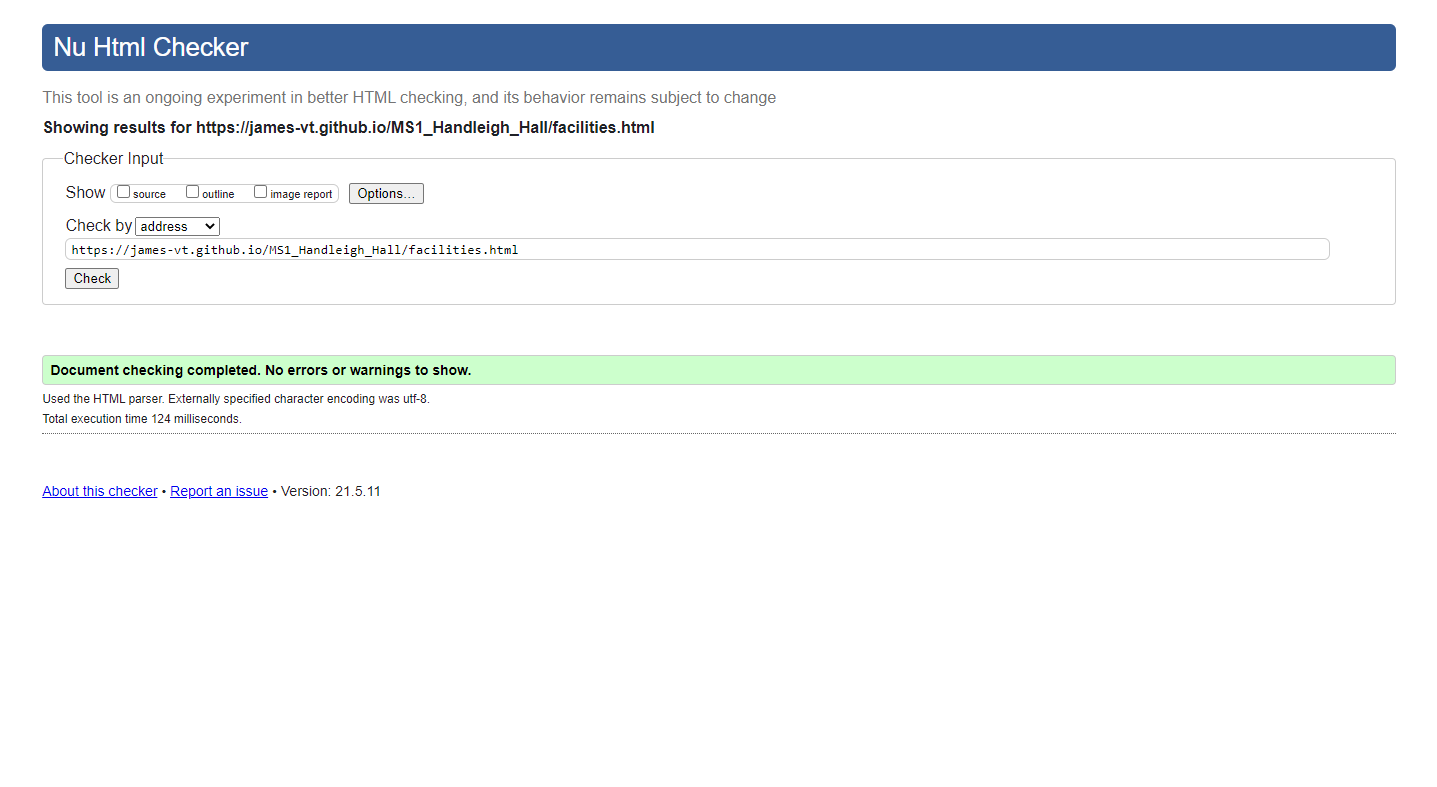 Nu Html Checker
This tool is an ongoing experiment in better HTML checking, and its behavior remains subject to change
Showing results for https://james-vt.github.io/MS1_Handleigh_Hall/facilities.html
Checker Input
Show source outline image report Options...
Check by address
https://james-vt.github.io/MS1_Handleigh_Hall/facilities.html
Check
Document checking completed. No errors or warnings to show.
Used the HTML parser. Externally specified character encoding was utf-8.
Total execution time 124 milliseconds.
About this checker • Report an issue • Version: 21.5.11